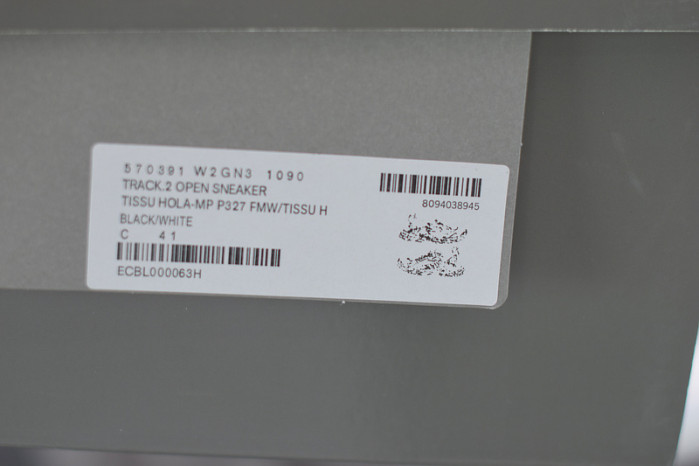 570391 W2GN3 1090
TRACK.2 OPEN SNEAKER
TISSU HOLA-MP P327 FMW/TISSU H
BLACK/WHITE
C 41
ECBL000063H
8094038945